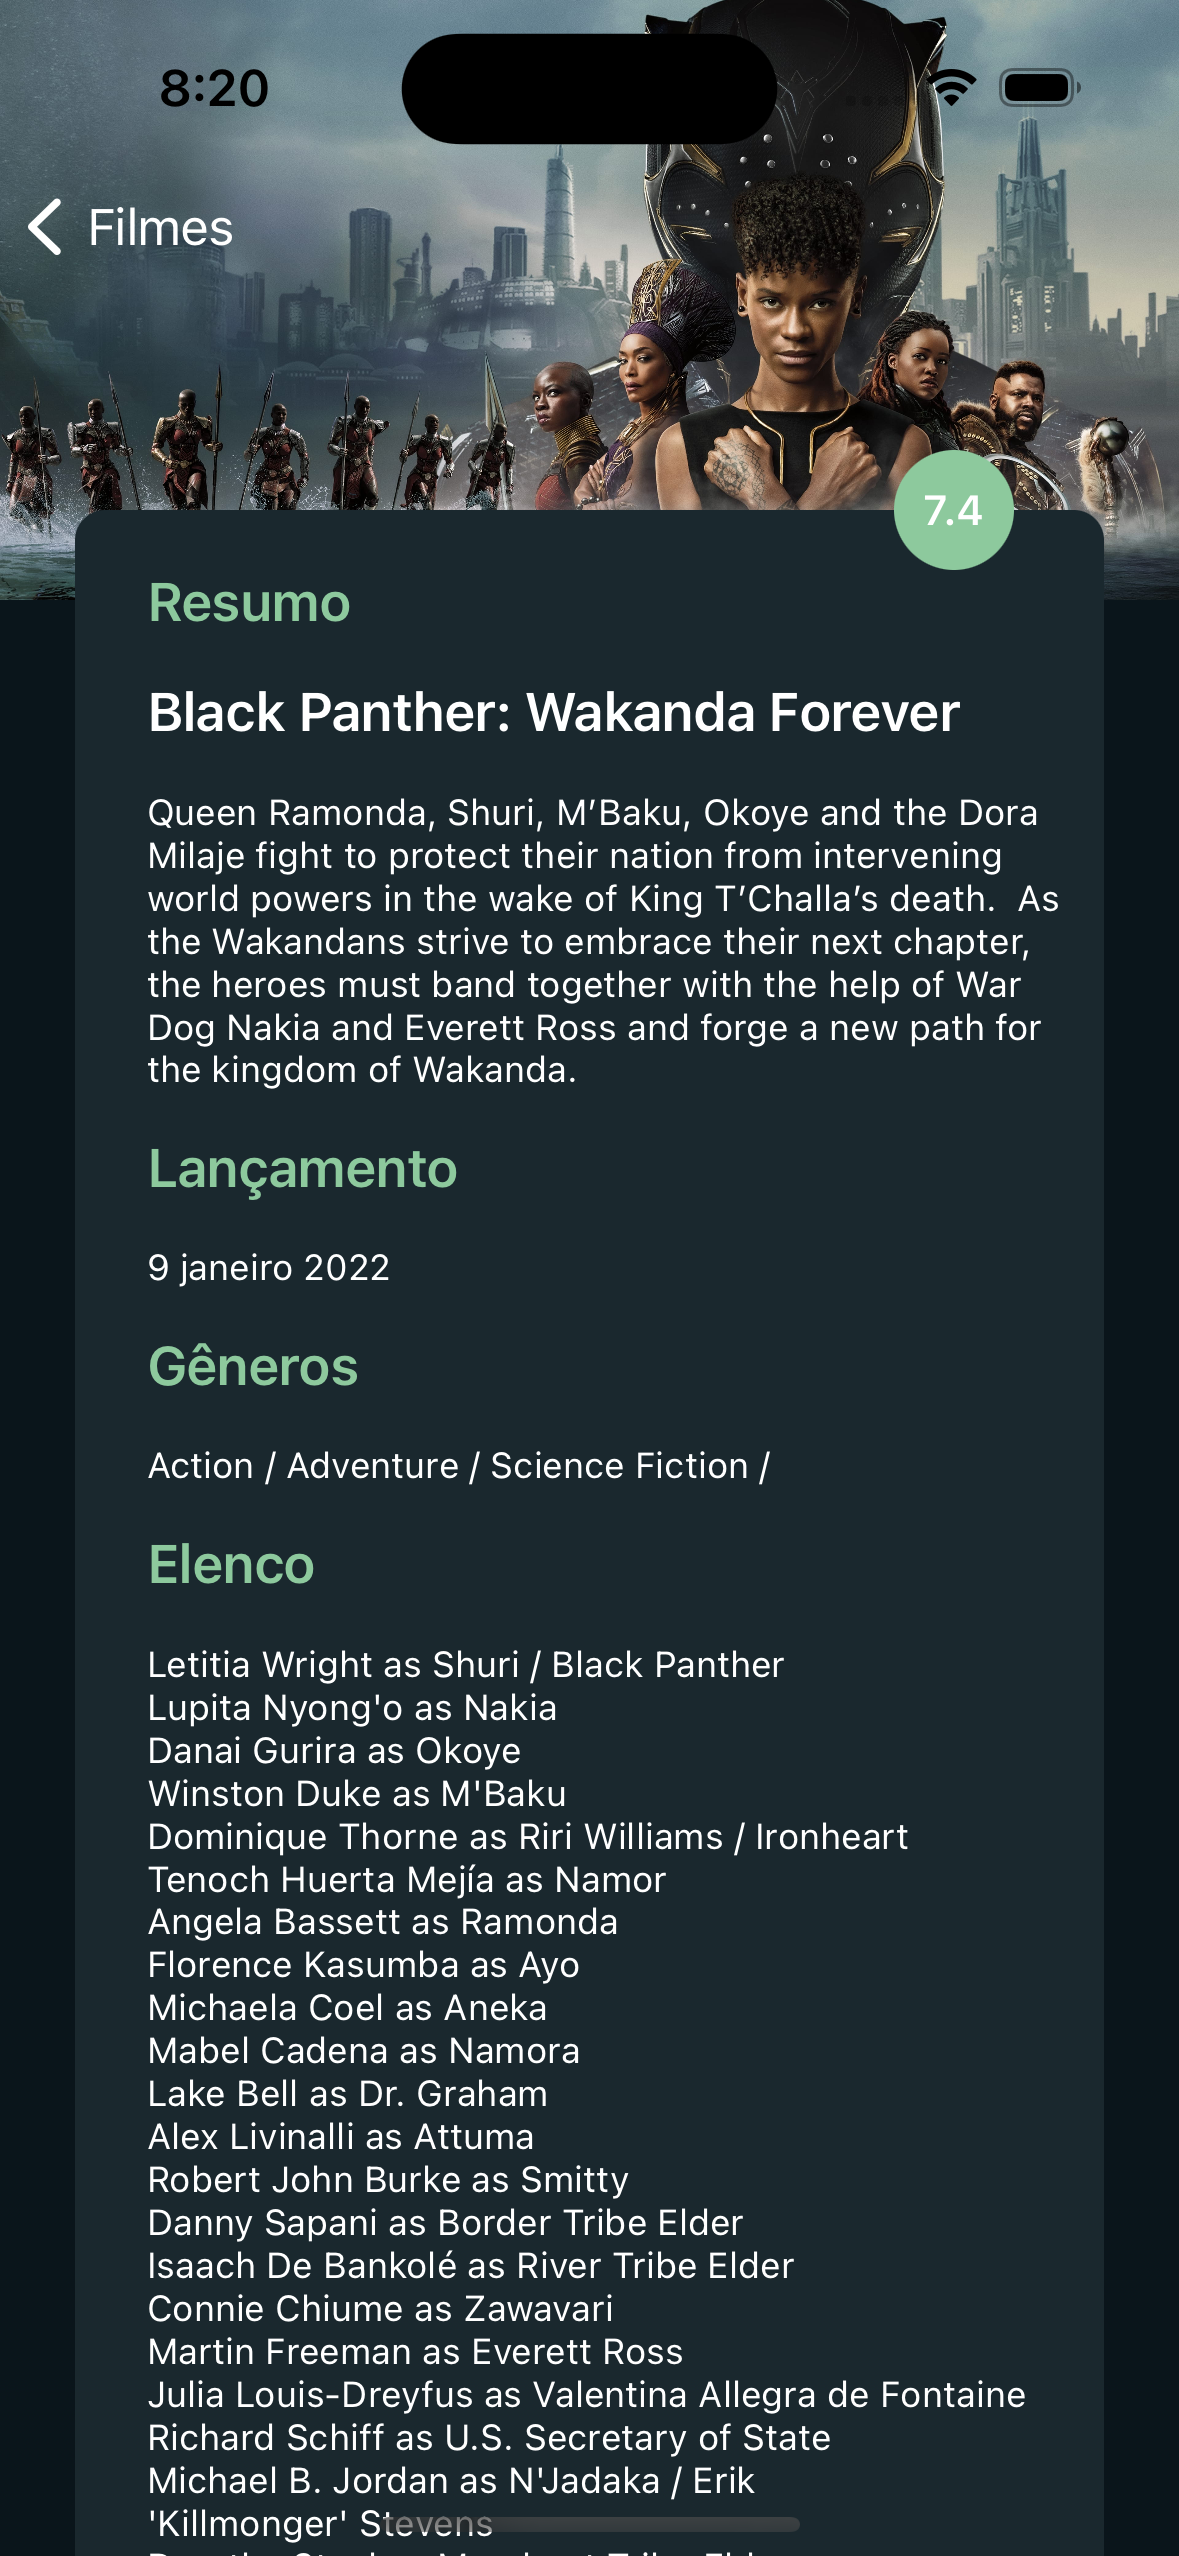 8:20
Filmes
7.4
Resumo
Black Panther: Wakanda Forever
Queen Ramonda, Shuri, M’Baku, Okoye and the Dora
Milaje fight to protect their nation from intervening
world powers in the wake of King T’Challa’s death.  As
the Wakandans strive to embrace their next chapter,
the heroes must band together with the help of War
Dog Nakia and Everett Ross and forge a new path for
the kingdom of Wakanda.
Lançamento
9 janeiro 2022
Gêneros
Action / Adventure / Science Fiction /
Elenco
Letitia Wright as Shuri / Black Panther
Lupita Nyong'o as Nakia
Danai Gurira as Okoye
Winston Duke as M'Baku
Dominique Thorne as Riri Williams / Ironheart
Tenoch Huerta Mejía as Namor
Angela Bassett as Ramonda
Florence Kasumba as Ayo
Michaela Coel as Aneka
Mabel Cadena as Namora
Lake Bell as Dr. Graham
Alex Livinalli as Attuma
Robert John Burke as Smitty
Danny Sapani as Border Tribe Elder
Isaach De Bankolé as River Tribe Elder
Connie Chiume as Zawavari
Martin Freeman as Everett Ross
Julia Louis-Dreyfus as Valentina Allegra de Fontaine
Richard Schiff as U.S. Secretary of State
Michael B. Jordan as N'Jadaka / Erik
'Killmonger' Stevens